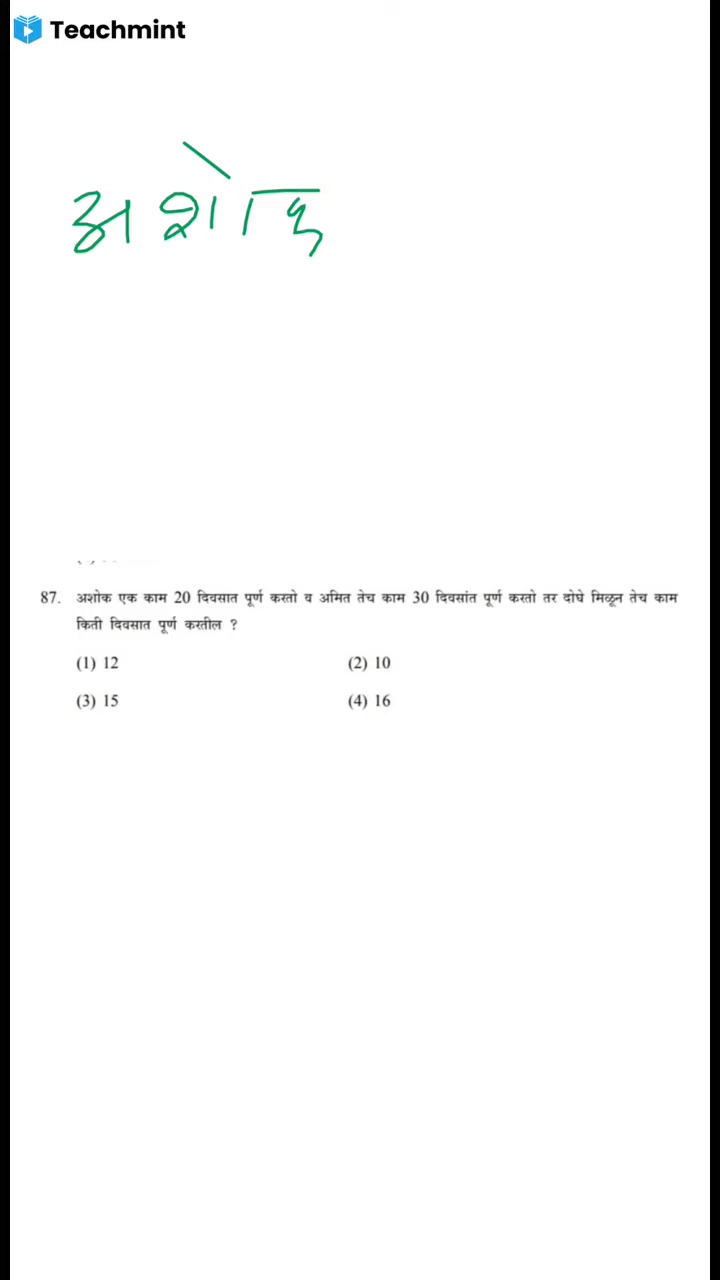 Teachmint
अशोक
87. अशोक एक काम 20 दिवसात पूर्ण करतो व अमित तेच काम 30 दिवसांत पूर्ण करतो तर दोघे मिळून तेच काम
किती दिवसात पूर्ण करतील ?
(1) 12 (2) 10
(3) 15 (4) 16